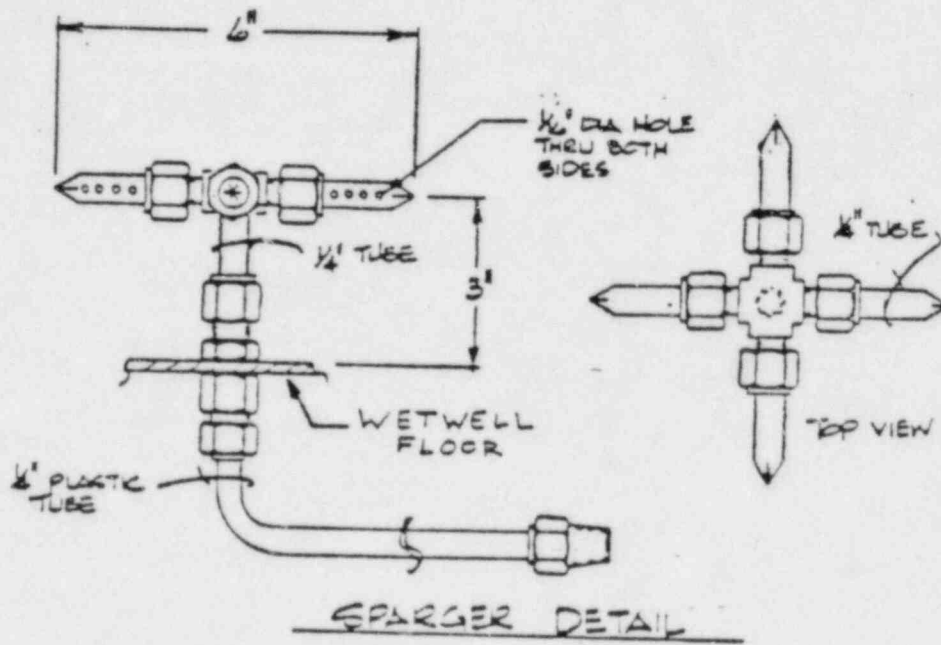 6"
1/16" DIA HOLE
THRU BOTH
SIDES
1/4" TUBE
1/4" TUBE
3"
WETWELL
FLOOR
TOP VIEW
1/4" PLASTIC
TUBE
SPARGER DETAIL